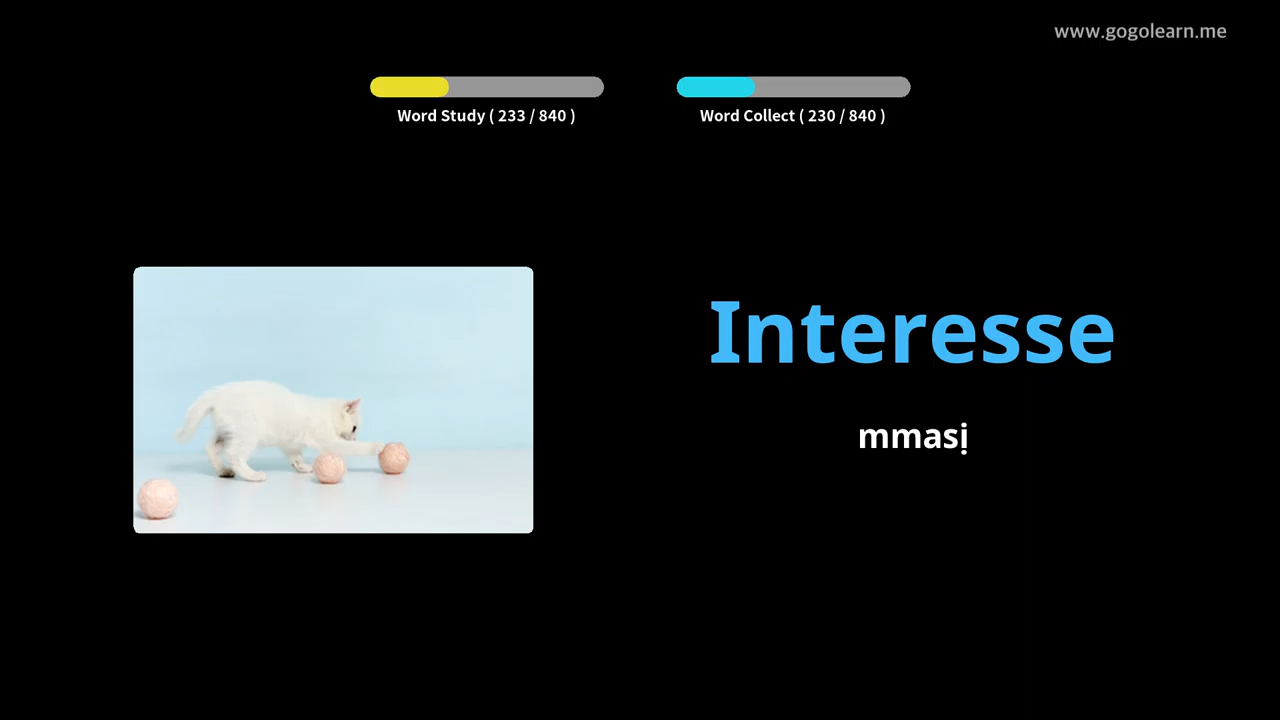 www.gogolearn.me
Word Study ( 233 / 840 )
Word Collect ( 230 / 840 )
Interesse
mmasị